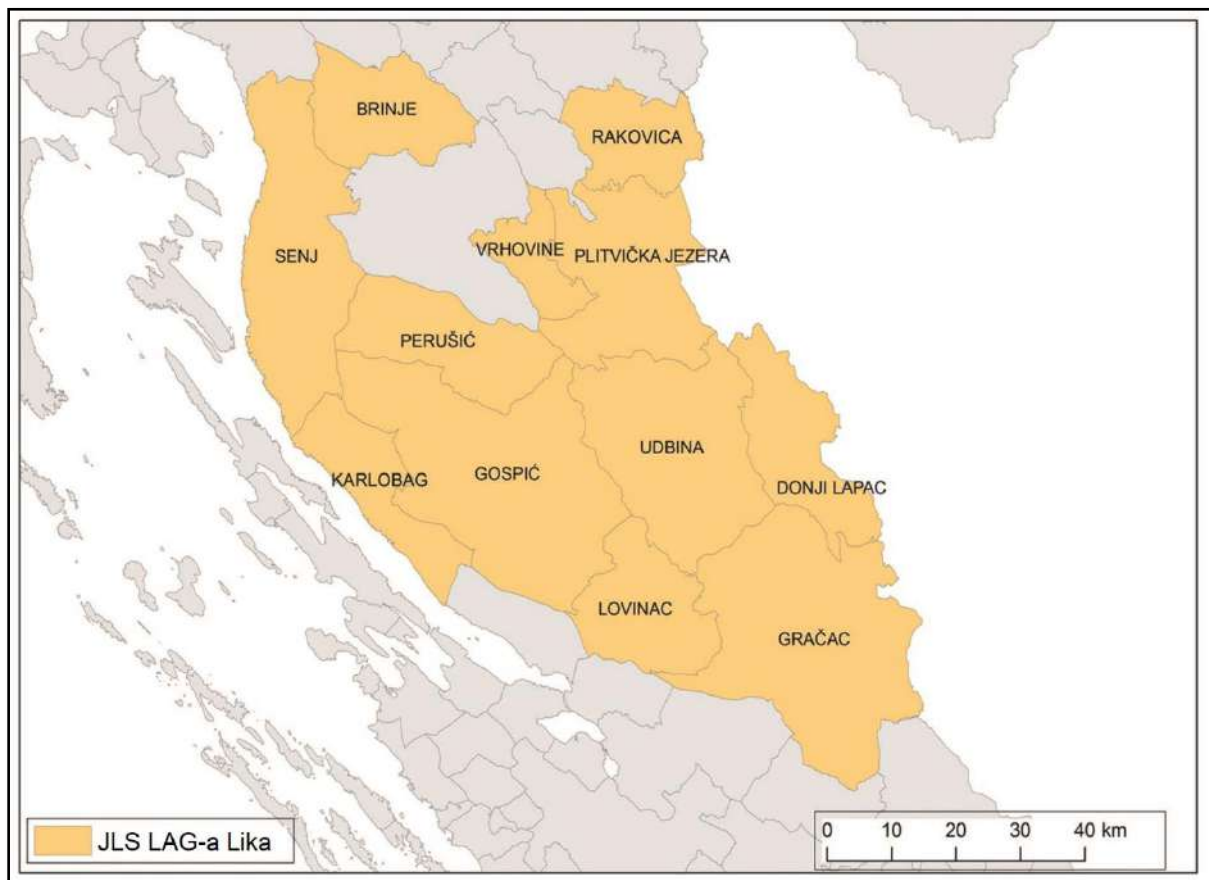 BRINJE
RAKOVICA
SENJ
VRHOVINE
PLITVIČKA JEZERA
PERUŠIĆ
UDBINA
KARLOBAG
GOSPIĆ
DONJI LAPAC
LOVINAC
GRAČAC
JLS LAG-a Lika
0 10 20 30 40 km